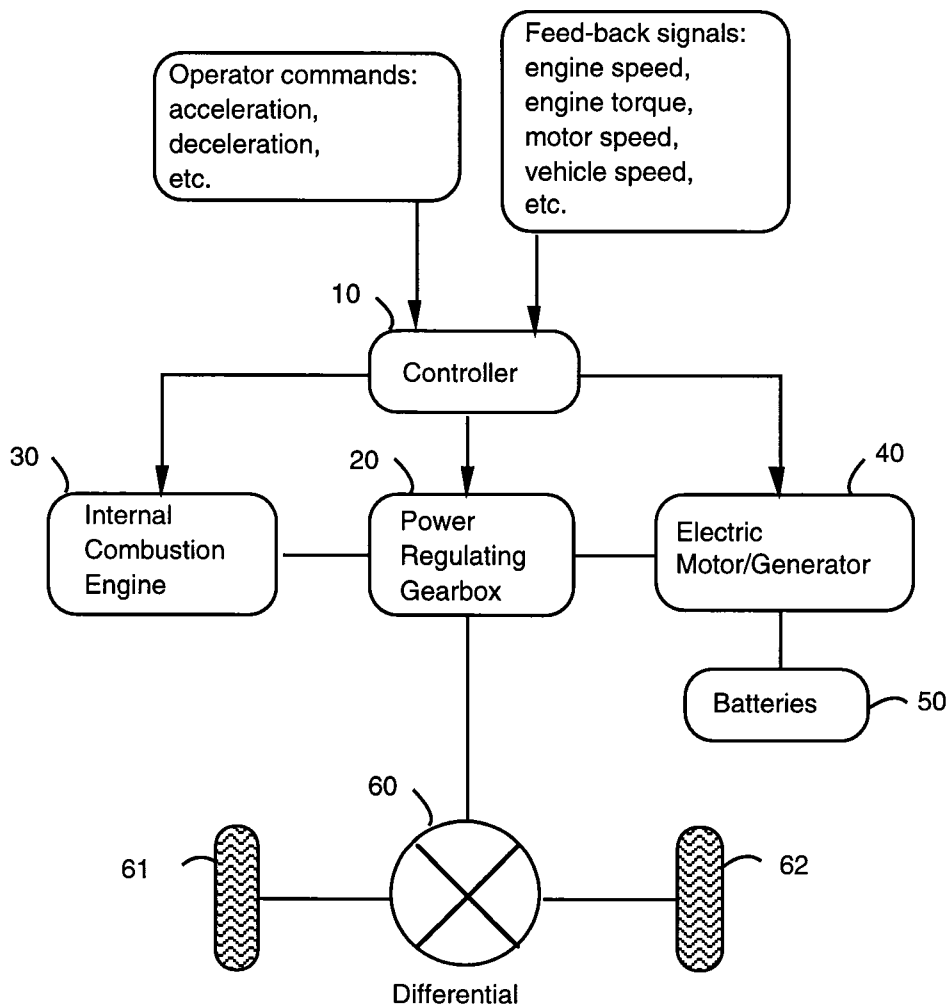 Operator commands:
acceleration,
deceleration,
etc.
Feed-back signals:
engine speed,
engine torque,
motor speed,
vehicle speed,
etc.
10
Controller
30
20
40
Internal
Combustion
Engine
Power
Regulating
Gearbox
Electric
Motor/Generator
Batteries
50
60
61
62
Differential